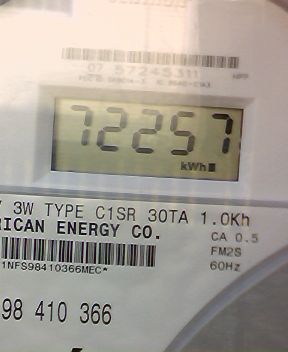 07 57245311
72257
kWh
3W TYPE C1SR 30TA 1.0Kh
RICAN ENERGY CO.
CA 0.5
FM2S
1NFS98410366MEC*
60Hz
98 410 366